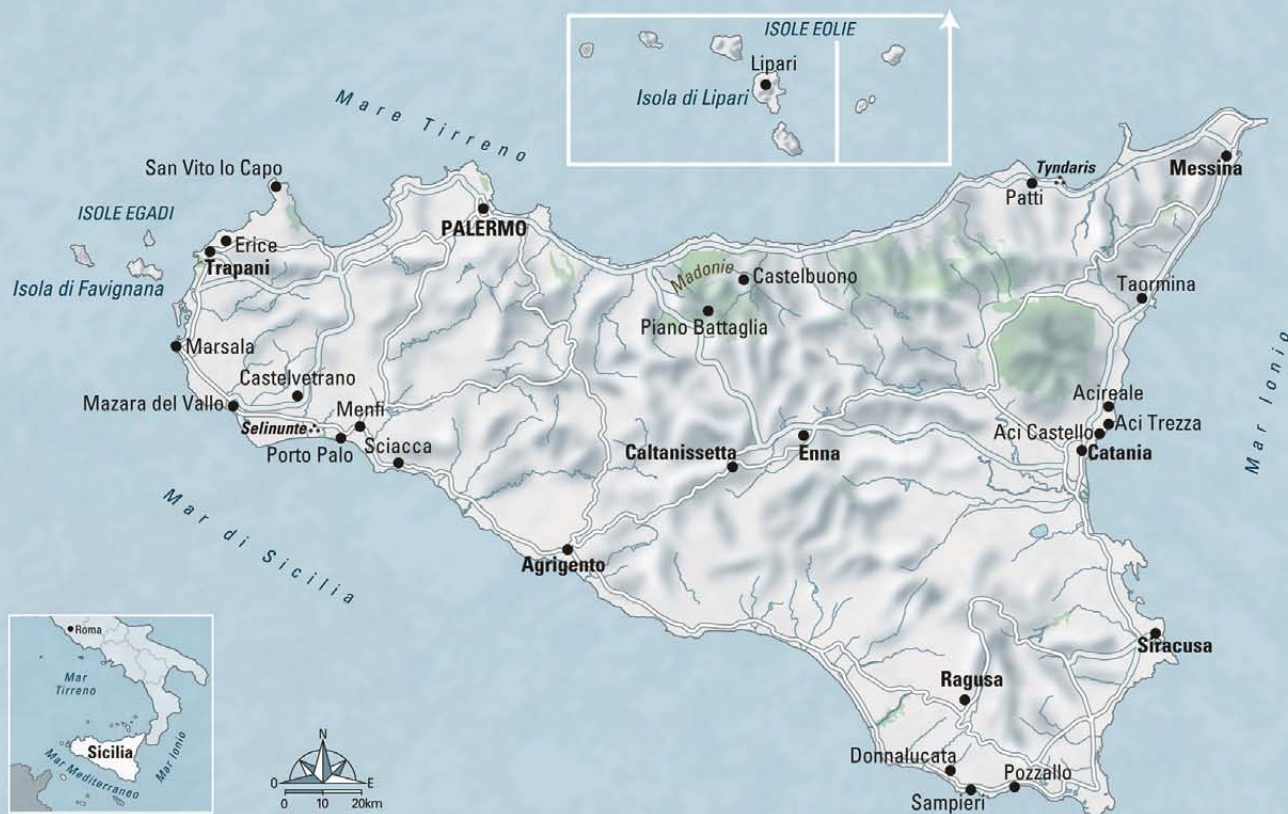 ISOLE EOLIE
Lipari
Isola di Lipari
Mare Tirreno
San Vito lo Capo
ISOLE EGADI
Erice
Trapani
Isola di Favignana
PALERMO
Tyndaris
Patti
Messina
Madonie
Castelbuono
Piano Battaglia
Taormina
Mar Ionio
Marsala
Castelvetrano
Mazara del Vallo
Menfi
Selinunte
Porto Palo
Sciacca
Acireale
Aci Trezza
Aci Castello
Catania
Caltanissetta
Enna
Mar di Sicilia
Agrigento
Siracusa
Ragusa
Donnalucata
Pozzallo
Sampieri
Roma
Mar
Tirreno
Sicilia
Mar Ionio
Mar Mediterraneo
N
O
E
0 10 20km